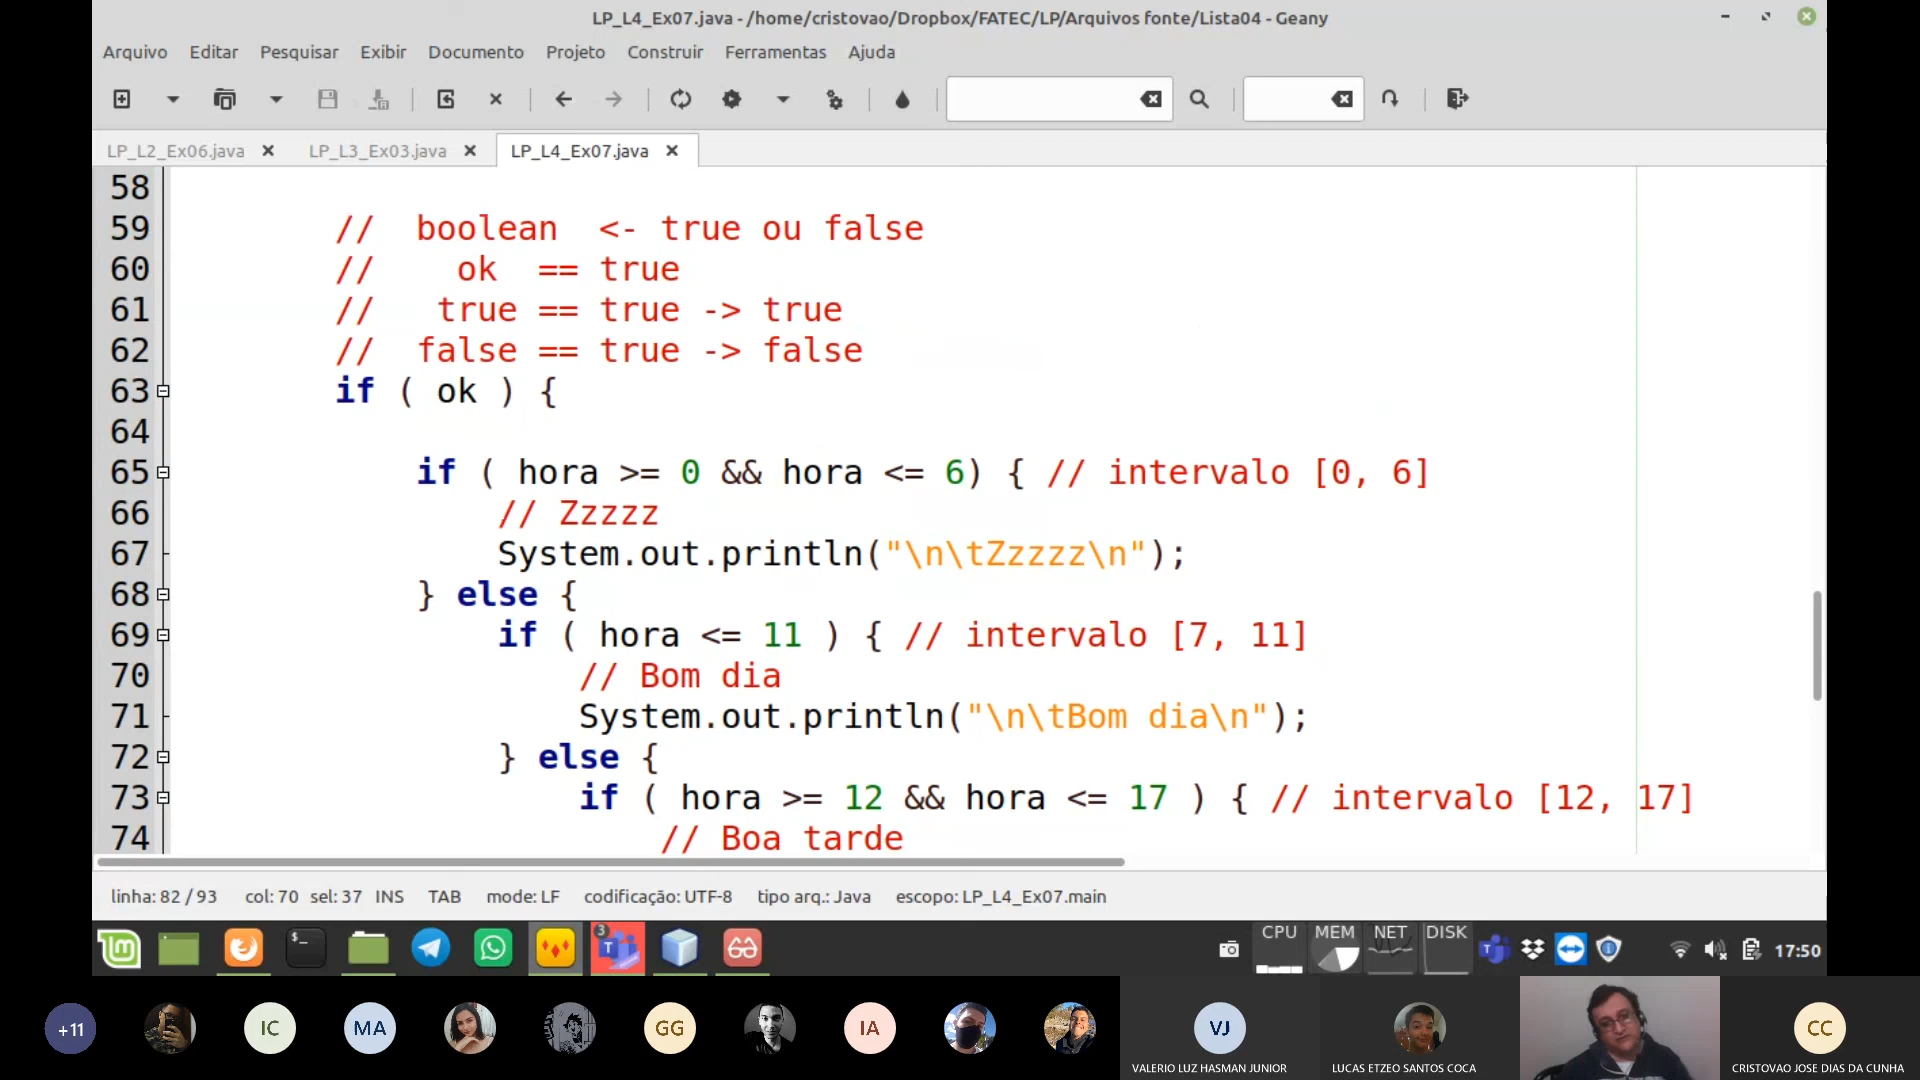 LP_L4_Ex07.java - /home/cristovao/Dropbox/FATEC/LP/Arquivos fonte/Lista04 - Geany
Arquivo Editar Pesquisar Exibir Documento Projeto Construir Ferramentas Ajuda
LP_L2_Ex06.java LP_L3_Ex03.java LP_L4_Ex07.java
58
59 // boolean <- true ou false
60 // ok == true
61 // true == true -> true
62 // false == true -> false
63 if ( ok ) {
64
65 if ( hora >= 0 && hora <= 6) { // intervalo [0, 6]
66 // Zzzzz
67 System.out.println("\n\tZzzzz\n");
68 } else {
69 if ( hora <= 11 ) { // intervalo [7, 11]
70 // Bom dia
71 System.out.println("\n\tBom dia\n");
72 } else {
73 if ( hora >= 12 && hora <= 17 ) { // intervalo [12, 17]
74 // Boa tarde
linha: 82 / 93 col: 70 sel: 37 INS TAB mode: LF codificação: UTF-8 tipo arq.: Java escopo: LP_L4_Ex07.main
3
CPU MEM NET DISK 17:50
+11 IC MA GG IA VJ CC
VALERIO LUZ HASMAN JUNIOR LUCAS ETZEO SANTOS COCA CRISTOVAO JOSE DIAS DA CUNHA